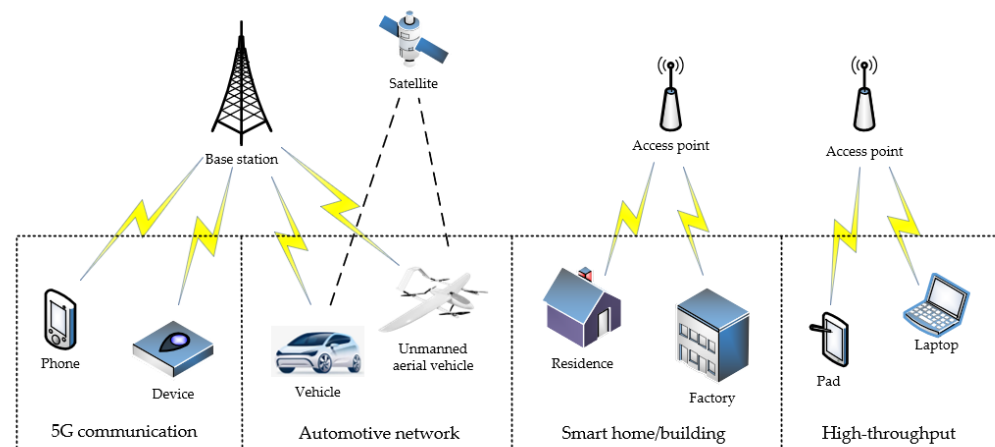 Satellite
Base station
Access point
Access point
Phone
Device
Vehicle
Unmanned
aerial vehicle
Residence
Factory
Pad
Laptop
5G communication
Automotive network
Smart home/building
High-throughput